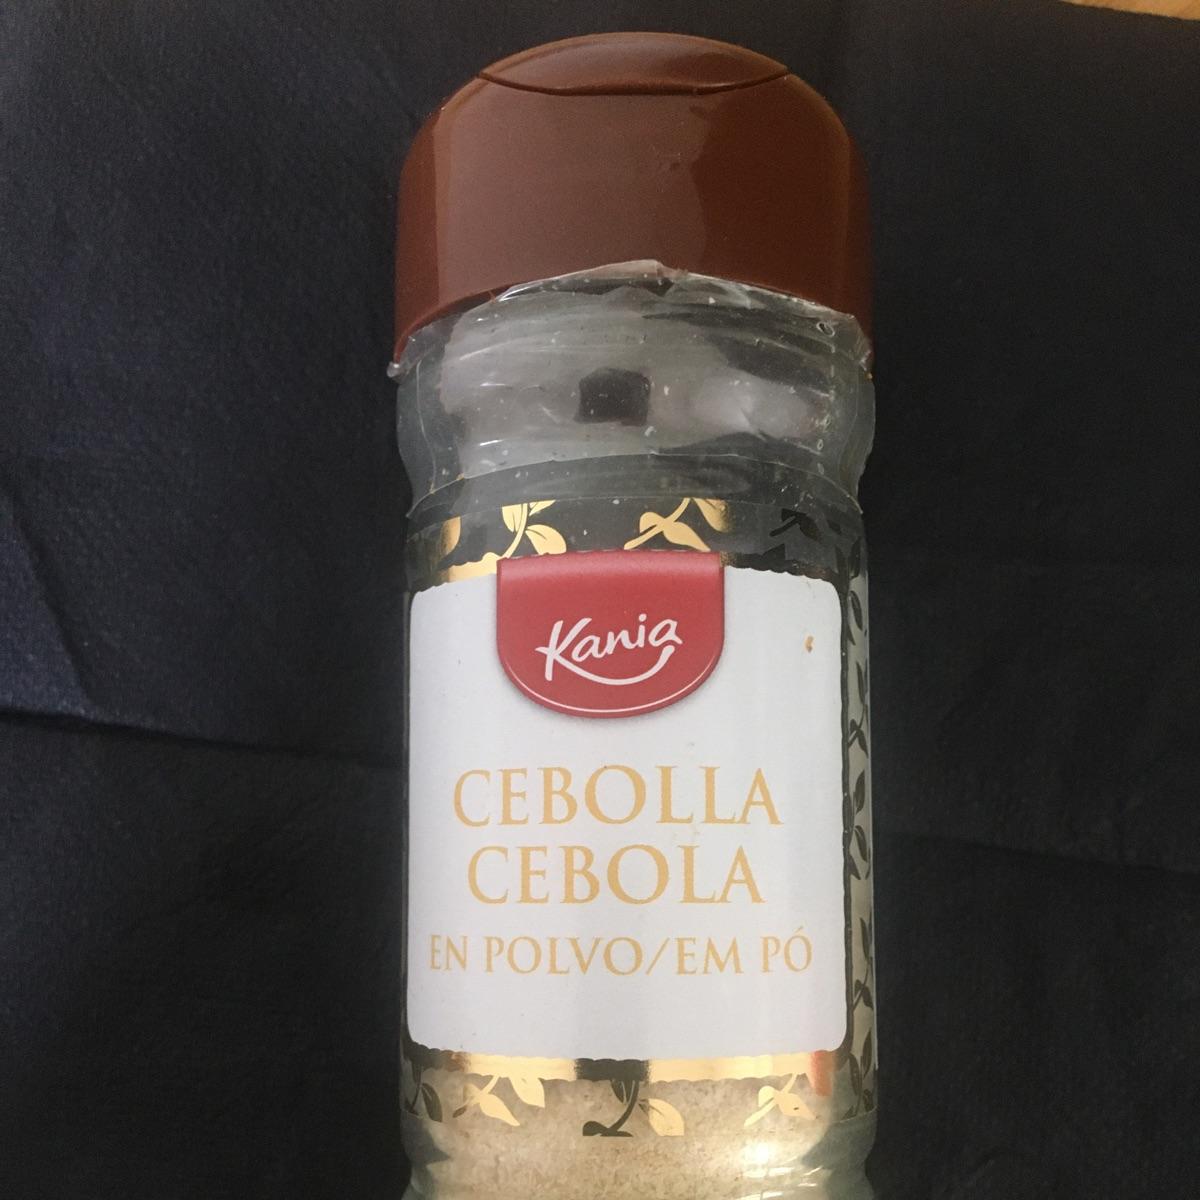 Kania
CEBOLLA
CEBOLA
EN POLVO/EM PÓ